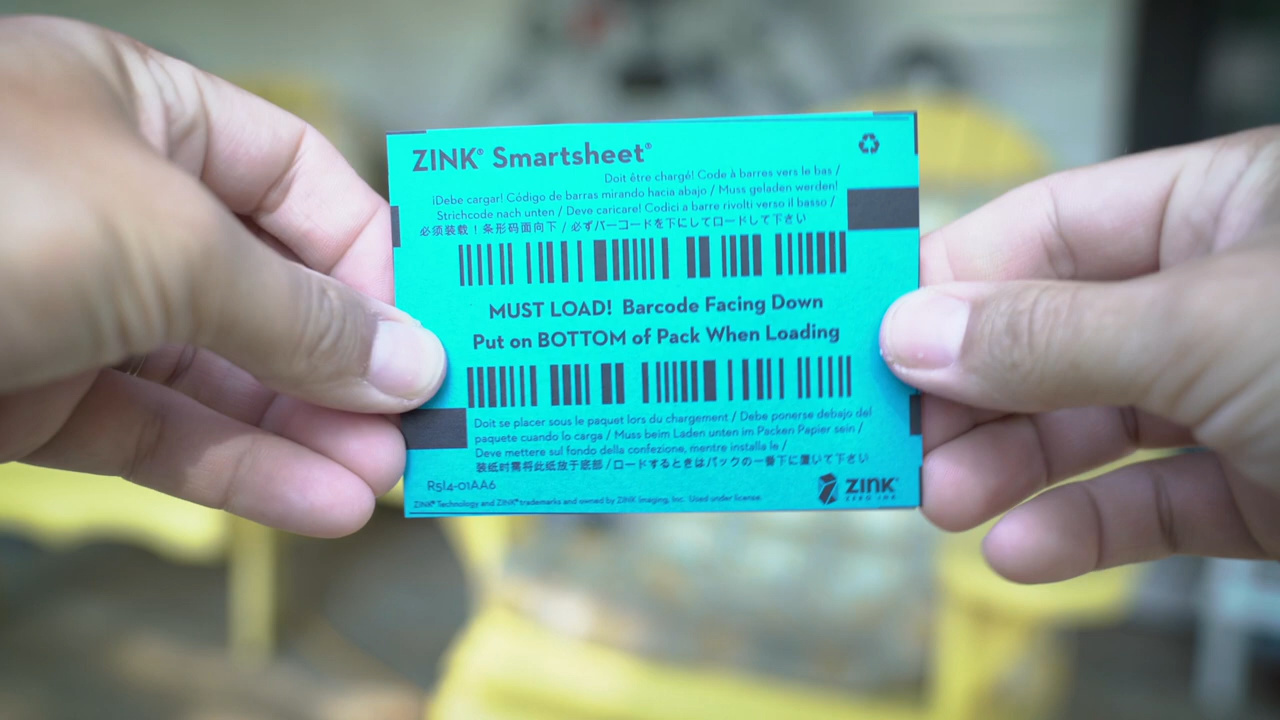 ZINK® Smartsheet®
Doit être chargé! Code à barres vers le bas /
¡Debe cargar! Código de barras mirando hacia abajo / Muss geladen werden!
Strichcode nach unten / Deve caricare! Codici a barre rivolti verso il basso /
必须装载！条形码面向下 / 必ずバーコードを下にしてロードして下さい
MUST LOAD! Barcode Facing Down
Put on BOTTOM of Pack When Loading
Doit se placer sous le paquet lors du chargement / Debe ponerse debajo del
paquete cuando lo carga / Muss beim Laden unten im Packen Papier sein /
Deve mettere sul fondo della confezione, mentre installa le /
装纸时需将此纸放于底部 / ロードするときはパックの一番下に置いて下さい
R5I4-01AA6
ZINK® Technology and ZINK® trademarks and owned by ZINK Imaging, Inc. Used under license.
ZINK®
ZERO INK